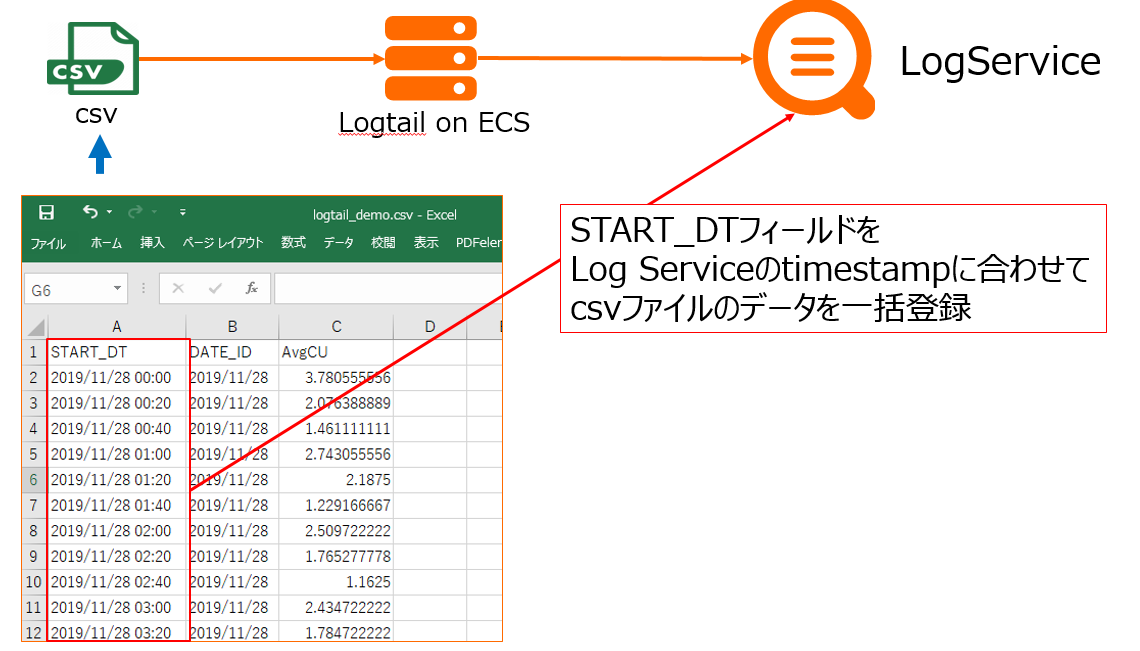 CSV
LogService
CSV
Logtail on ECS
logtail_demo.csv - Excel
ファイル ホーム 挿入 ページ レイアウト 数式 データ 校閲 表示 PDFelem
START_DTフィールドを
Log Serviceのtimestampに合わせて
csvファイルのデータを一括登録
G6 fx
A B C D
1 START_DT DATE_ID AvgCU
2 2019/11/28 00:00 2019/11/28 3.780555556
3 2019/11/28 00:20 2019/11/28 2.076388889
4 2019/11/28 00:40 2019/11/28 1.461111111
5 2019/11/28 01:00 2019/11/28 2.743055556
6 2019/11/28 01:20 2019/11/28 2.1875
7 2019/11/28 01:40 2019/11/28 1.229166667
8 2019/11/28 02:00 2019/11/28 2.509722222
9 2019/11/28 02:20 2019/11/28 1.765277778
10 2019/11/28 02:40 2019/11/28 1.1625
11 2019/11/28 03:00 2019/11/28 2.434722222
12 2019/11/28 03:20 2019/11/28 1.784722222